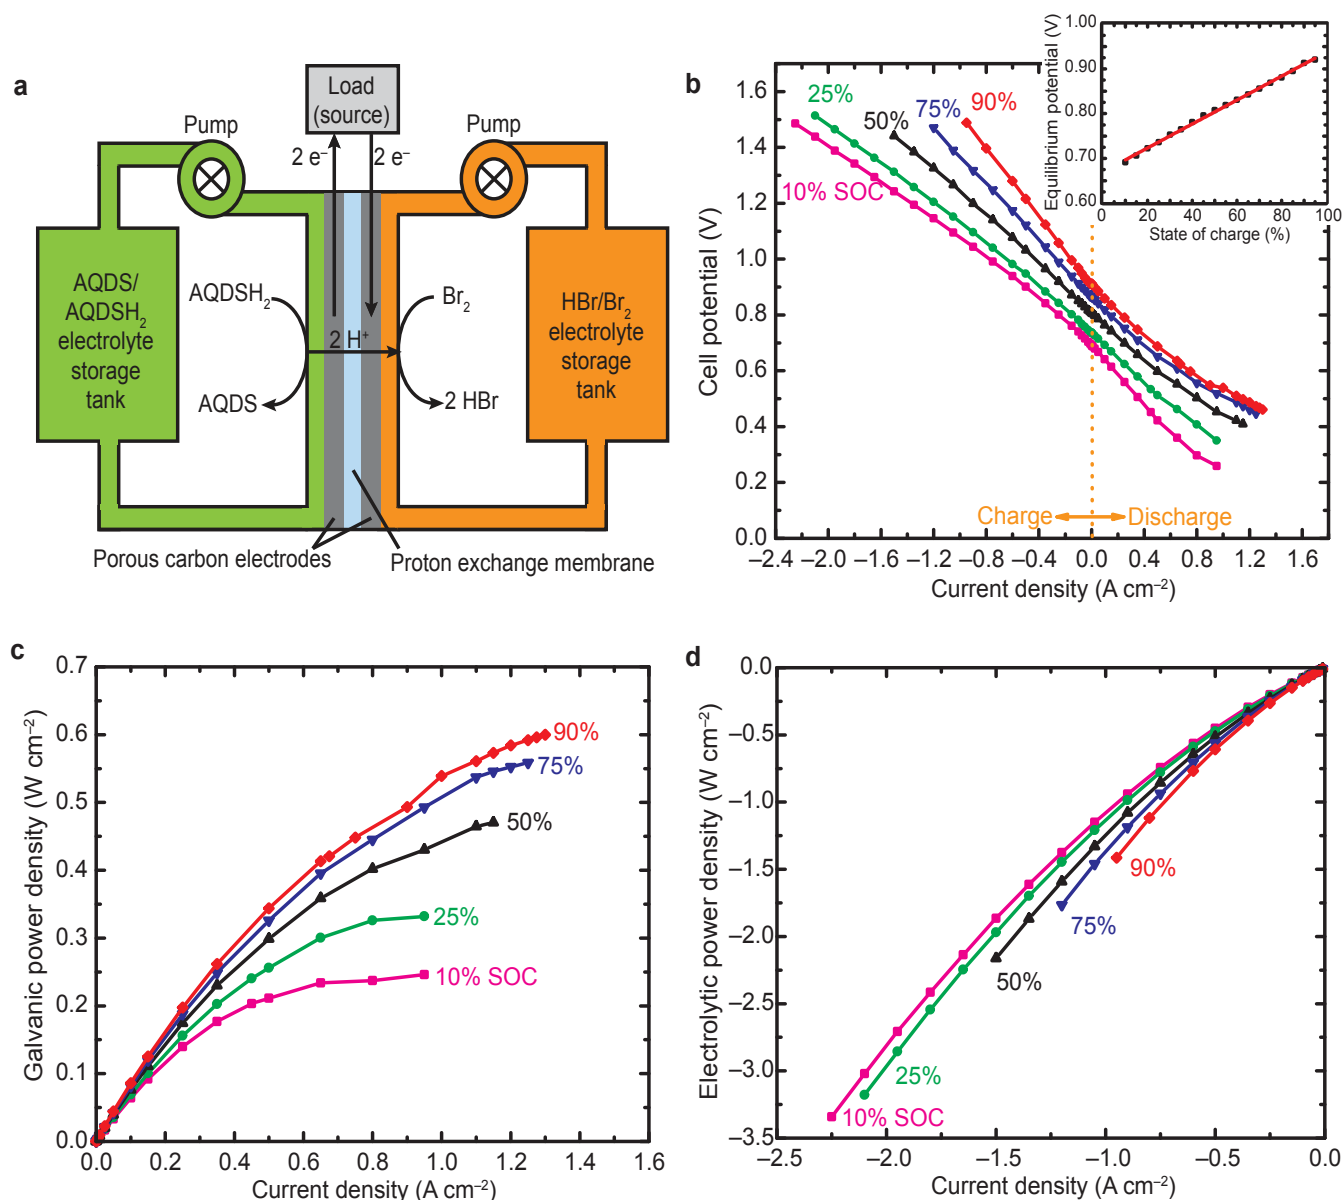 a
Load
(source)
Pump
Pump
2 e–
2 e–
AQDS/
AQDSH2
electrolyte
storage
tank
AQDSH2
Br2
2 H+
AQDS
2 HBr
HBr/Br2
electrolyte
storage
tank
Porous carbon electrodes
Proton exchange membrane
b
Cell potential (V)
1.6
1.4
1.2
1.0
0.8
0.6
0.4
0.2
0
25%
50%
75%
90%
10% SOC
Charge
Discharge
–2.4 –2.0 –1.6 –1.2 –0.8 –0.4 0.0 0.4 0.8 1.2 1.6
Current density (A cm–2)
Equilibrium potential (V)
1.00
0.90
0.80
0.70
0.60
0 20 40 60 80 100
State of charge (%)
c
Galvanic power density (W cm–2)
0.7
0.6
0.5
0.4
0.3
0.2
0.1
0.0
90%
75%
50%
25%
10% SOC
0.0 0.2 0.4 0.6 0.8 1.0 1.2 1.4 1.6
Current density (A cm–2)
d
Electrolytic power density (W cm–2)
0.0
–0.5
–1.0
–1.5
–2.0
–2.5
–3.0
–3.5
90%
75%
50%
25%
10% SOC
–2.5 –2.0 –1.5 –1.0 –0.5 0.0
Current density (A cm–2)